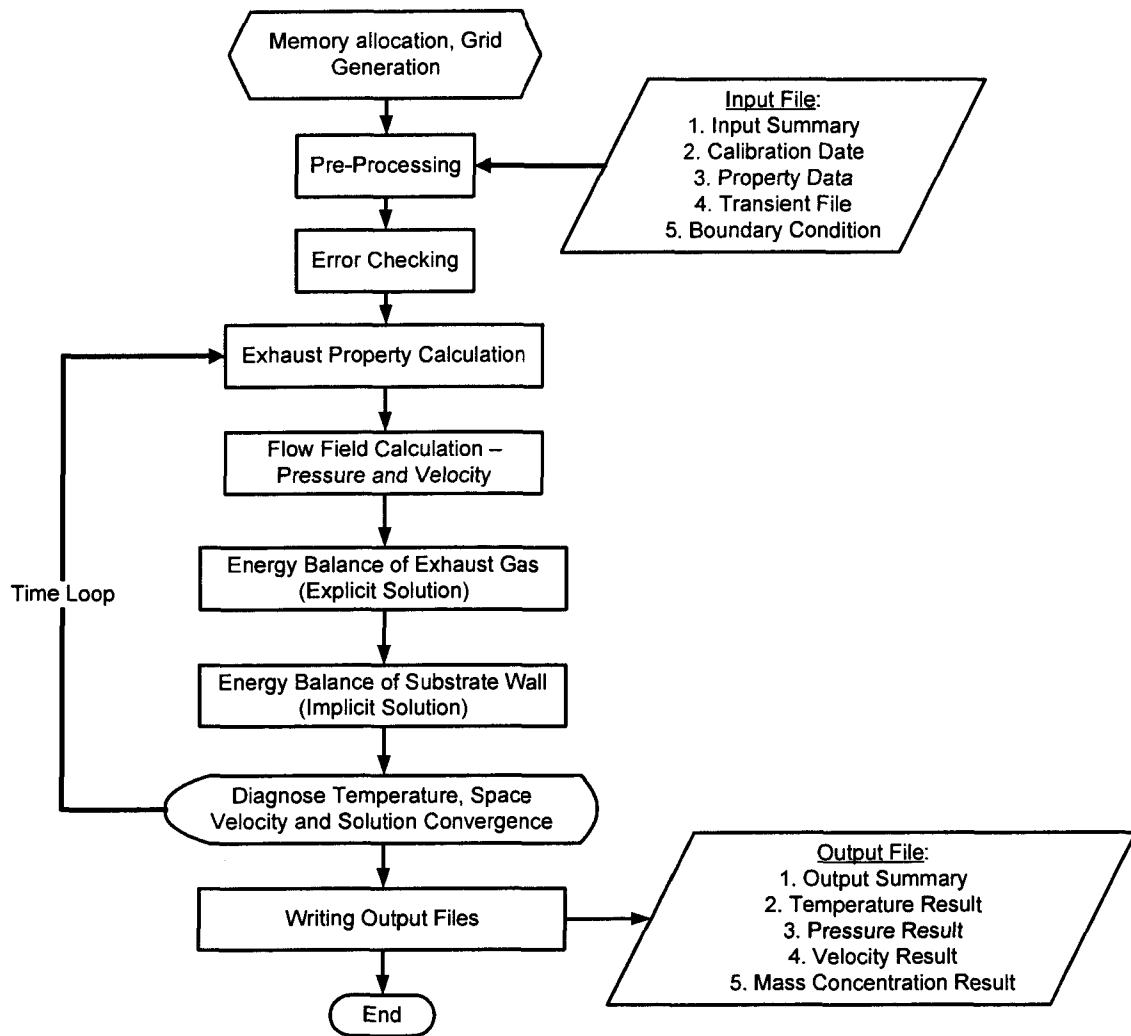 Memory allocation, Grid
Generation
Input File:
1. Input Summary
2. Calibration Date
3. Property Data
4. Transient File
5. Boundary Condition
Pre-Processing
Error Checking
Exhaust Property Calculation
Flow Field Calculation –
Pressure and Velocity
Energy Balance of Exhaust Gas
(Explicit Solution)
Time Loop
Energy Balance of Substrate Wall
(Implicit Solution)
Diagnose Temperature, Space
Velocity and Solution Convergence
Writing Output Files
Output File:
1. Output Summary
2. Temperature Result
3. Pressure Result
4. Velocity Result
5. Mass Concentration Result
End